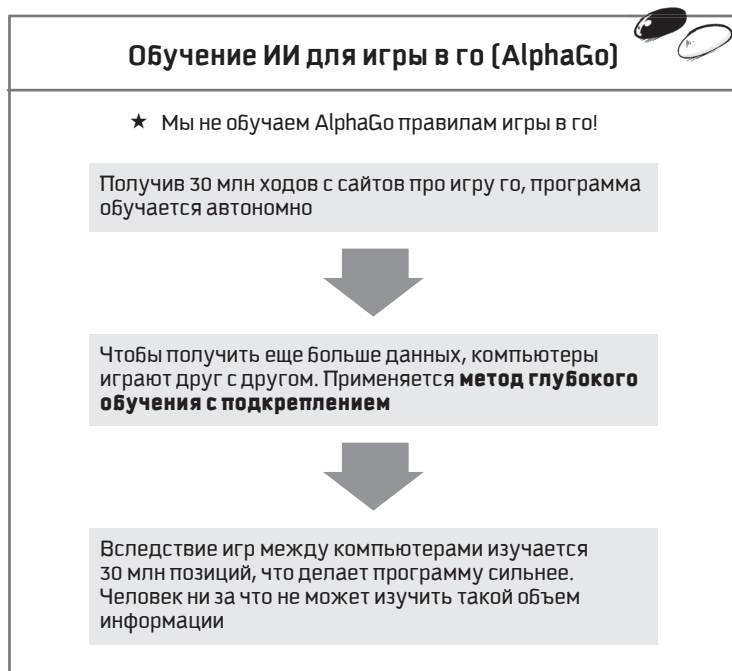 Обучение ИИ для игры в го (AlphaGo)
★ Мы не обучаем AlphaGo правилам игры в го!
Получив 30 млн ходов с сайтов про игру го, программа
обучается автономно
Чтобы получить еще больше данных, компьютеры
играют друг с другом. Применяется метод глубокого
обучения с подкреплением
Вследствие игр между компьютерами изучается
30 млн позиций, что делает программу сильнее.
Человек ни за что не может изучить такой объем
информации